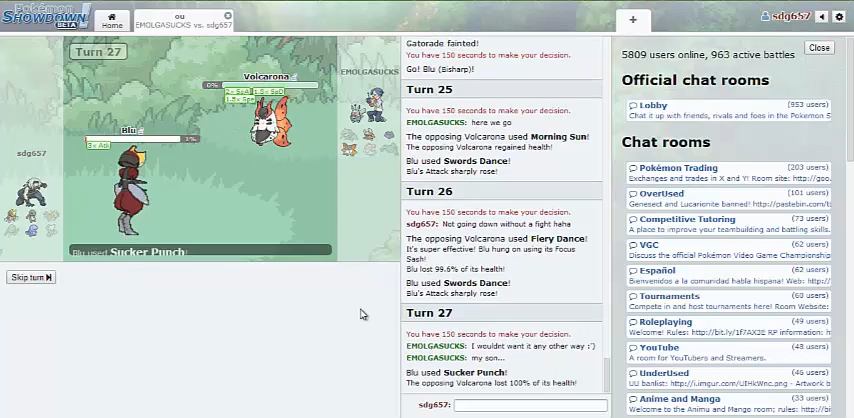 Pokémon
SHOWDOWN!
BETA
Home
ou
EMOLGASUCKS vs. sdg657
+
sdg657
Turn 27
Volcarona
0%
2× SpA 1.5× SpD
1.5× Spe
EMOLGASUCKS
Blu
1%
3× Atk
sdg657
Blu used Sucker Punch!
Skip turn
Gatorade fainted!
You have 150 seconds to make your decision.
Go! Blu (Bisharp)!
Turn 25
You have 150 seconds to make your decision.
EMOLGASUCKS: here we go
The opposing Volcarona used Morning Sun!
The opposing Volcarona regained health!
Blu used Swords Dance!
Blu's Attack sharply rose!
Turn 26
You have 150 seconds to make your decision.
sdg657: Not going down without a fight haha
The opposing Volcarona used Fiery Dance!
It's super effective! Blu hung on using its Focus
Sash!
Blu lost 99.6% of its health!
Blu used Swords Dance!
Blu's Attack sharply rose!
Turn 27
You have 150 seconds to make your decision.
EMOLGASUCKS: I wouldnt want it any other way :')
EMOLGASUCKS: my son...
Blu used Sucker Punch!
The opposing Volcarona lost 100% of its health!
sdg657:
5809 users online, 963 active battles
Close
Official chat rooms
Lobby (953 users)
Chat it up with friends, rivals and foes in the Pokemon S
Chat rooms
Pokémon Trading (203 users)
Exchanges and trades in X and Y! Room site: http://goo.
OverUsed (101 users)
Genesect and Lucarionite banned! http://pastebin.com/
Competitive Tutoring (73 users)
A place to improve your teambuilding and battling skills.
VGC (62 users)
Discuss the official Pokémon Video Game Championship
Español (62 users)
Bienvenidos a la comunidad habla hispana! Web: http:/
Tournaments (60 users)
Compete in and host tournaments here! Room Website:
Roleplaying (49 users)
Welcome! Rules: http://bit.ly/1f7AX3E RP information:
YouTube (48 users)
A room for YouTubers and Streamers.
UnderUsed (46 users)
UU banlist: http://i.imgur.com/UIHkWnc.png - Artwork b
Anime and Manga (33 users)
Welcome to the Animu and Mango room; rules: http://b